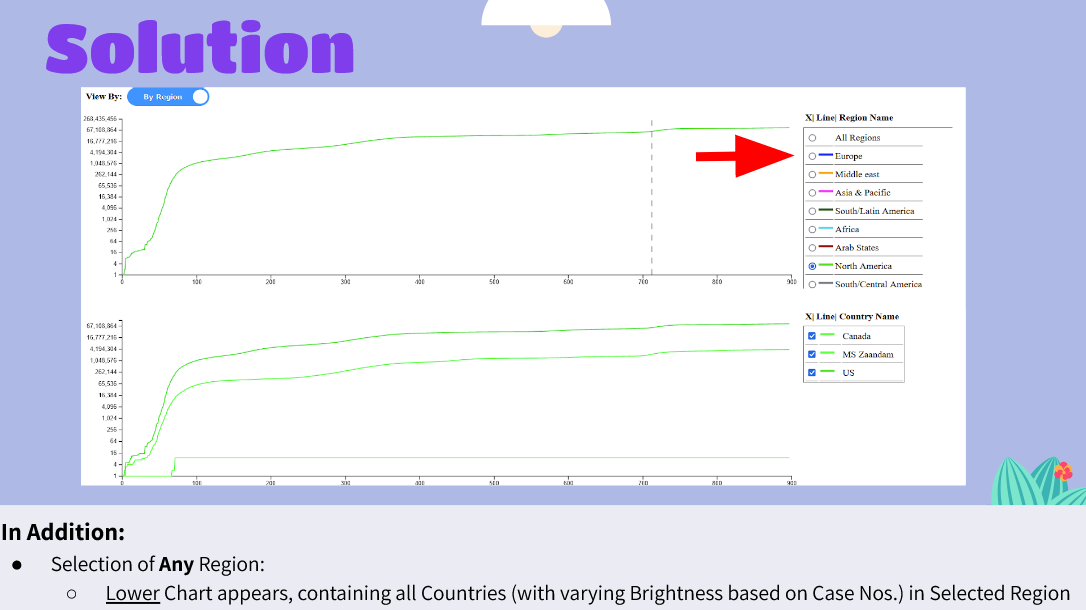 Solution
View By: By Region
268,435,456
67,108,864
16,777,216
4,194,304
1,048,576
262,144
65,536
16,384
4,096
1,024
256
64
16
4
1
0 100 200 300 400 500 600 700 800 900
X| Line| Region Name
All Regions
Europe
Middle east
Asia & Pacific
South/Latin America
Africa
Arab States
North America
South/Central America
67,108,864
16,777,216
4,194,304
1,048,576
262,144
65,536
16,384
4,096
1,024
256
64
16
4
1
0 100 200 300 400 500 600 700 800 900
X| Line| Country Name
Canada
MS Zaandam
US
In Addition:
● Selection of Any Region:
○ Lower Chart appears, containing all Countries (with varying Brightness based on Case Nos.) in Selected Region